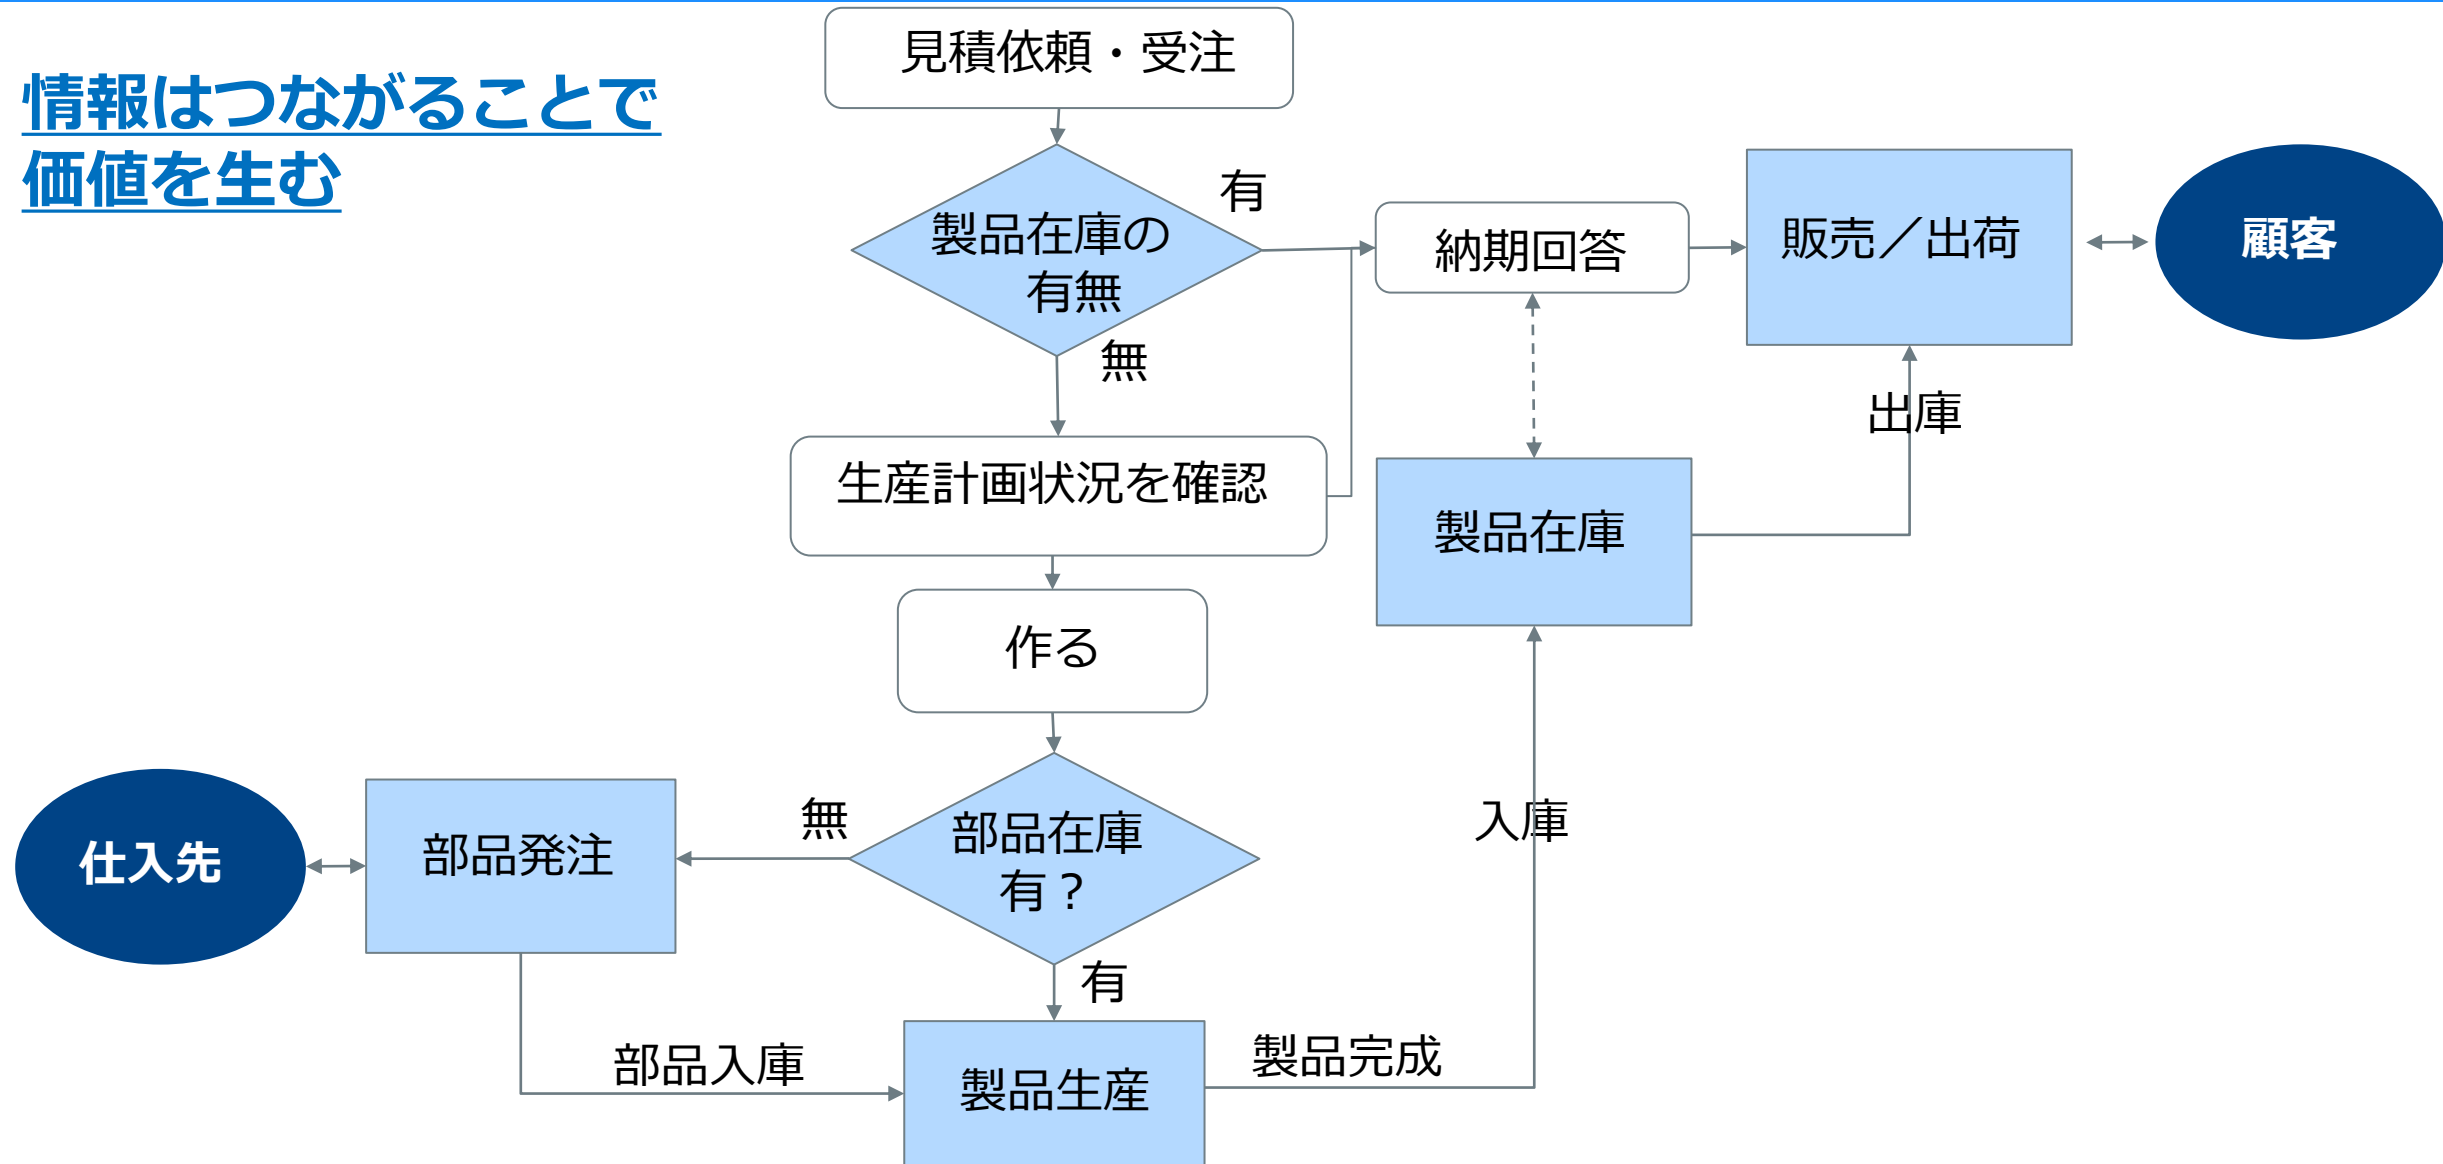 情報はつながることで
価値を生む
見積依頼・受注
製品在庫の
有無
有
無
納期回答
販売／出荷
顧客
生産計画状況を確認
出庫
製品在庫
作る
入庫
仕入先
部品発注
無
部品在庫
有？
有
部品入庫
製品生産
製品完成